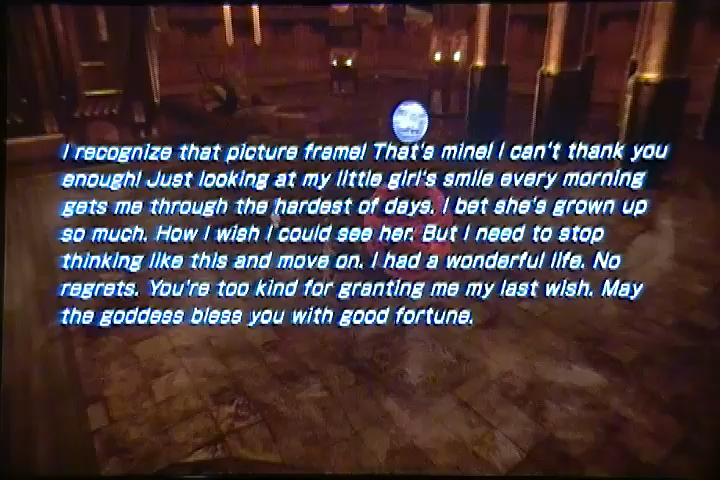 I recognize that picture frame! That's mine! I can't thank you
enough! Just looking at my little girl's smile every morning
gets me through the hardest of days. I bet she's grown up
so much. How I wish I could see her. But I need to stop
thinking like this and move on. I had a wonderful life. No
regrets. You're too kind for granting me my last wish. May
the goddess bless you with good fortune.